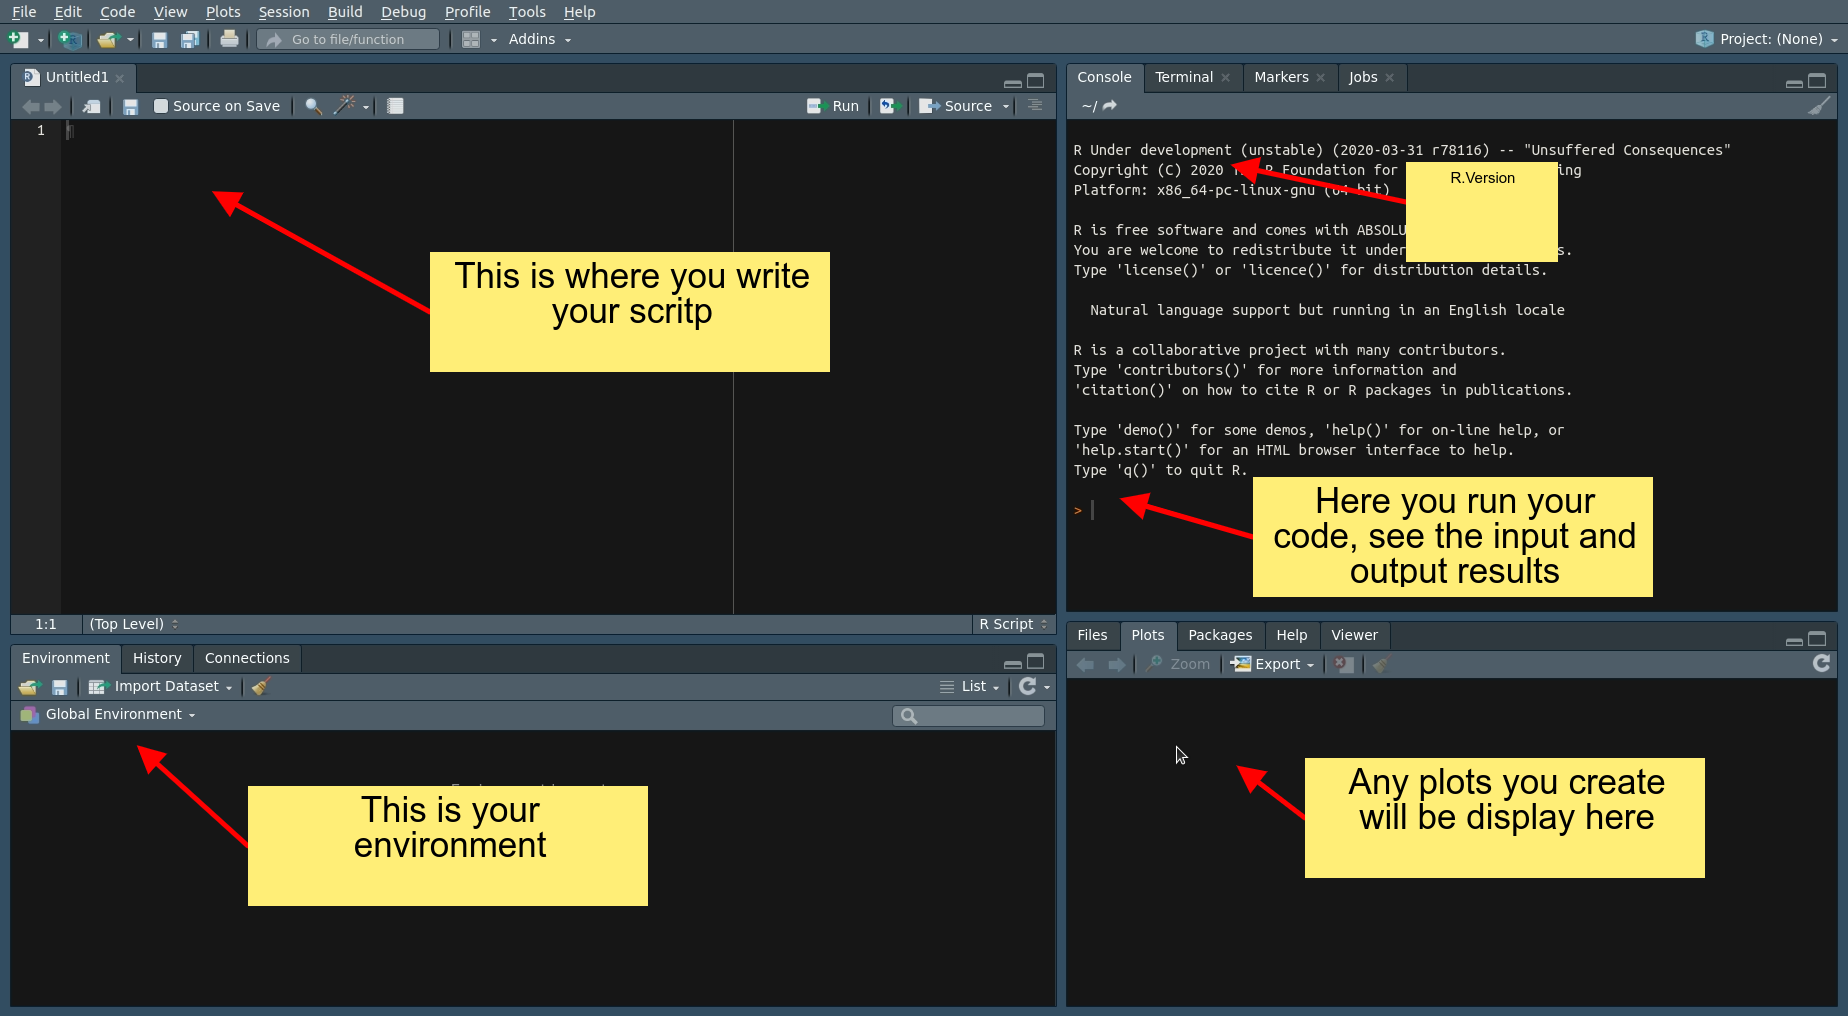 File Edit Code View Plots Session Build Debug Profile Tools Help
Go to file/function Addins Project: (None)
Untitled1
Source on Save Run Source
1
This is where you write
your scritp
1:1 (Top Level) R Script
Environment History Connections
Import Dataset List
Global Environment
This is your
environment
Console Terminal Markers Jobs
~/
R Under development (unstable) (2020-03-31 r78116) -- "Unsuffered Consequences"
Copyright (C) 2020 R Foundation for
Platform: x86_64-pc-linux-gnu
R.Version
R is free software and comes with
You are welcome to redistribute it under
Type 'license()' or 'licence()' for distribution details.
Natural language support but running in an English locale
R is a collaborative project with many contributors.
Type 'contributors()' for more information and
'citation()' on how to cite R or R packages in publications.
Type 'demo()' for some demos, 'help()' for on-line help, or
'help.start()' for an HTML browser interface to help.
Type 'q()' to quit R.
>
Here you run your
code, see the input and
output results
Files Plots Packages Help Viewer
Zoom Export
Any plots you create
will be display here